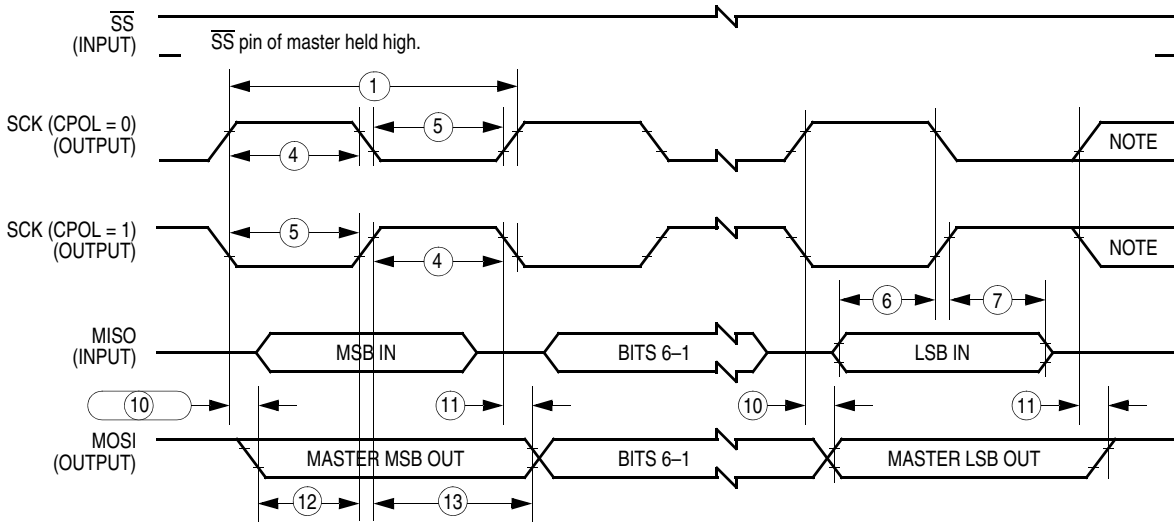 SS
(INPUT)
SS pin of master held high.
1
SCK (CPOL = 0)
(OUTPUT)
5
4
NOTE
SCK (CPOL = 1)
(OUTPUT)
5
4
NOTE
6
7
MISO
(INPUT)
MSB IN
BITS 6–1
LSB IN
10
11
10
11
MOSI
(OUTPUT)
MASTER MSB OUT
BITS 6–1
MASTER LSB OUT
12
13